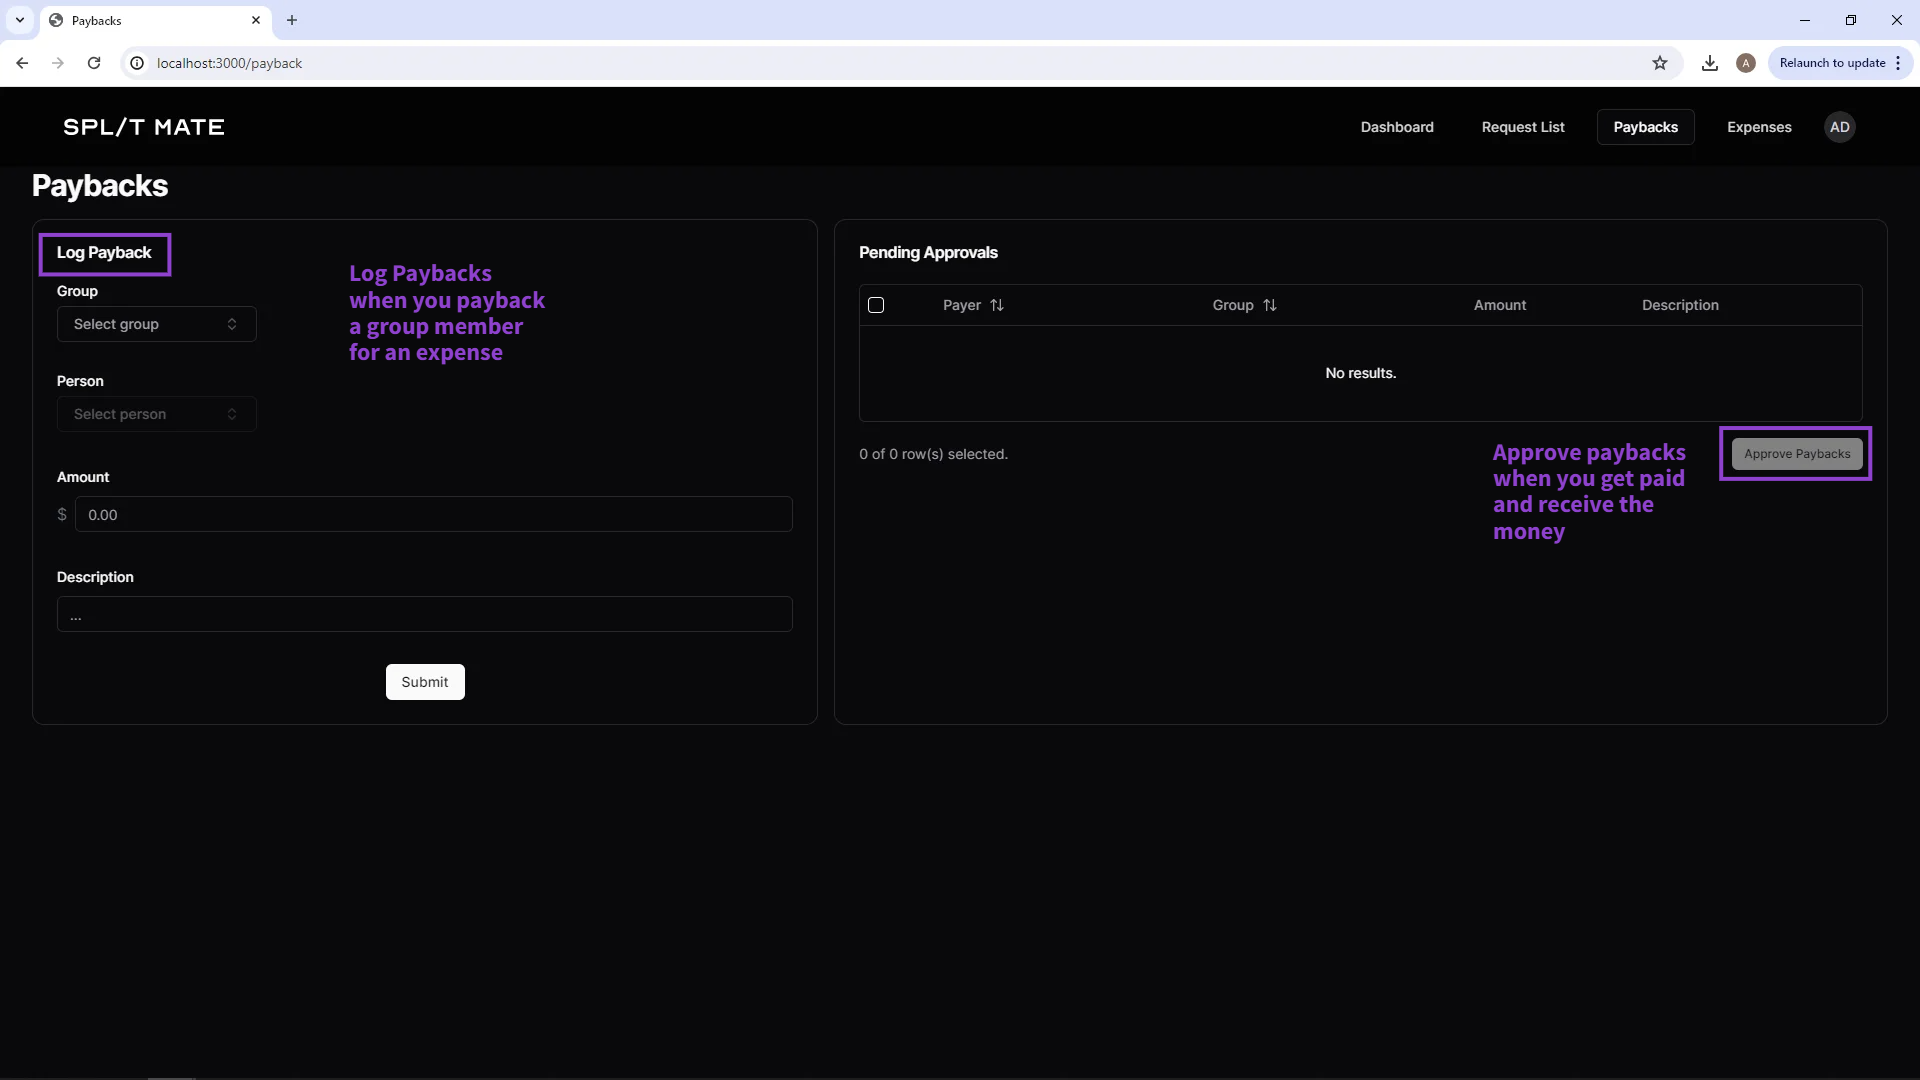 Paybacks
localhost:3000/payback
A
Relaunch to update
SPL/T MATE
Dashboard
Request List
Paybacks
Expenses
AD
Paybacks
Log Payback
Log Paybacks
when you payback
a group member
for an expense
Group
Select group
Person
Select person
Amount
$
0.00
Description
...
Submit
Pending Approvals
Payer
Group
Amount
Description
No results.
0 of 0 row(s) selected.
Approve paybacks
when you get paid
and receive the
money
Approve Paybacks